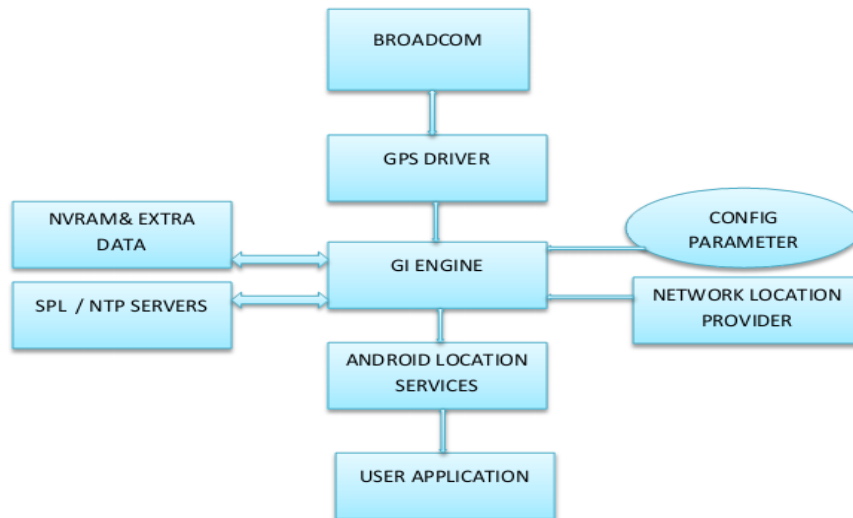 BROADCOM
GPS DRIVER
NVRAM& EXTRA
DATA
CONFIG
PARAMETER
GI ENGINE
SPL / NTP SERVERS
NETWORK LOCATION
PROVIDER
ANDROID LOCATION
SERVICES
USER APPLICATION